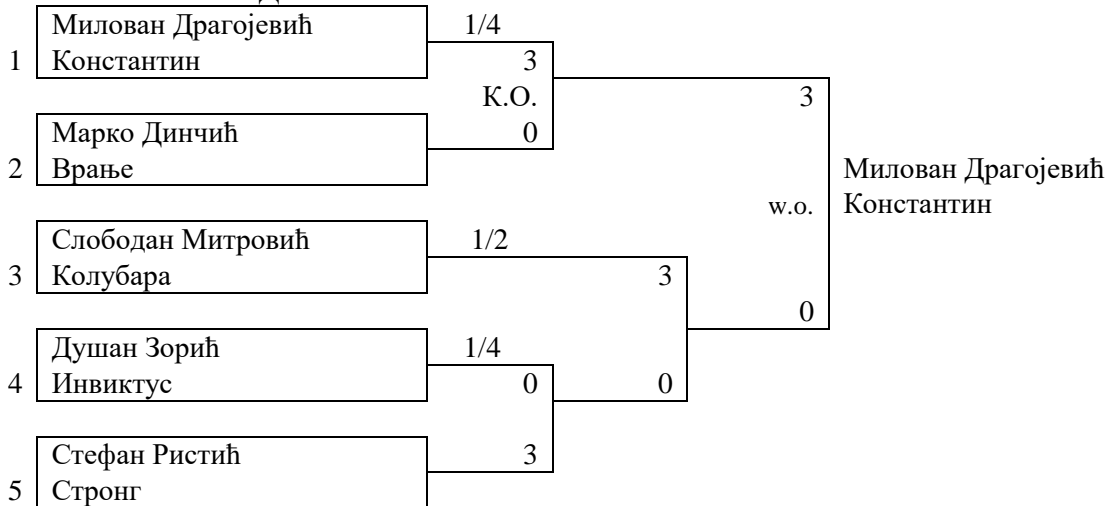 Милован Драгојевић 1/4
1 Константин 3
К.О. 3
Марко Динчић 0
2 Врање Милован Драгојевић
w.o. Константин
Слободан Митровић 1/2
3 Колубара 3
0
Душан Зорић 1/4
4 Инвиктус 0 0
Стефан Ристић 3
5 Стронг